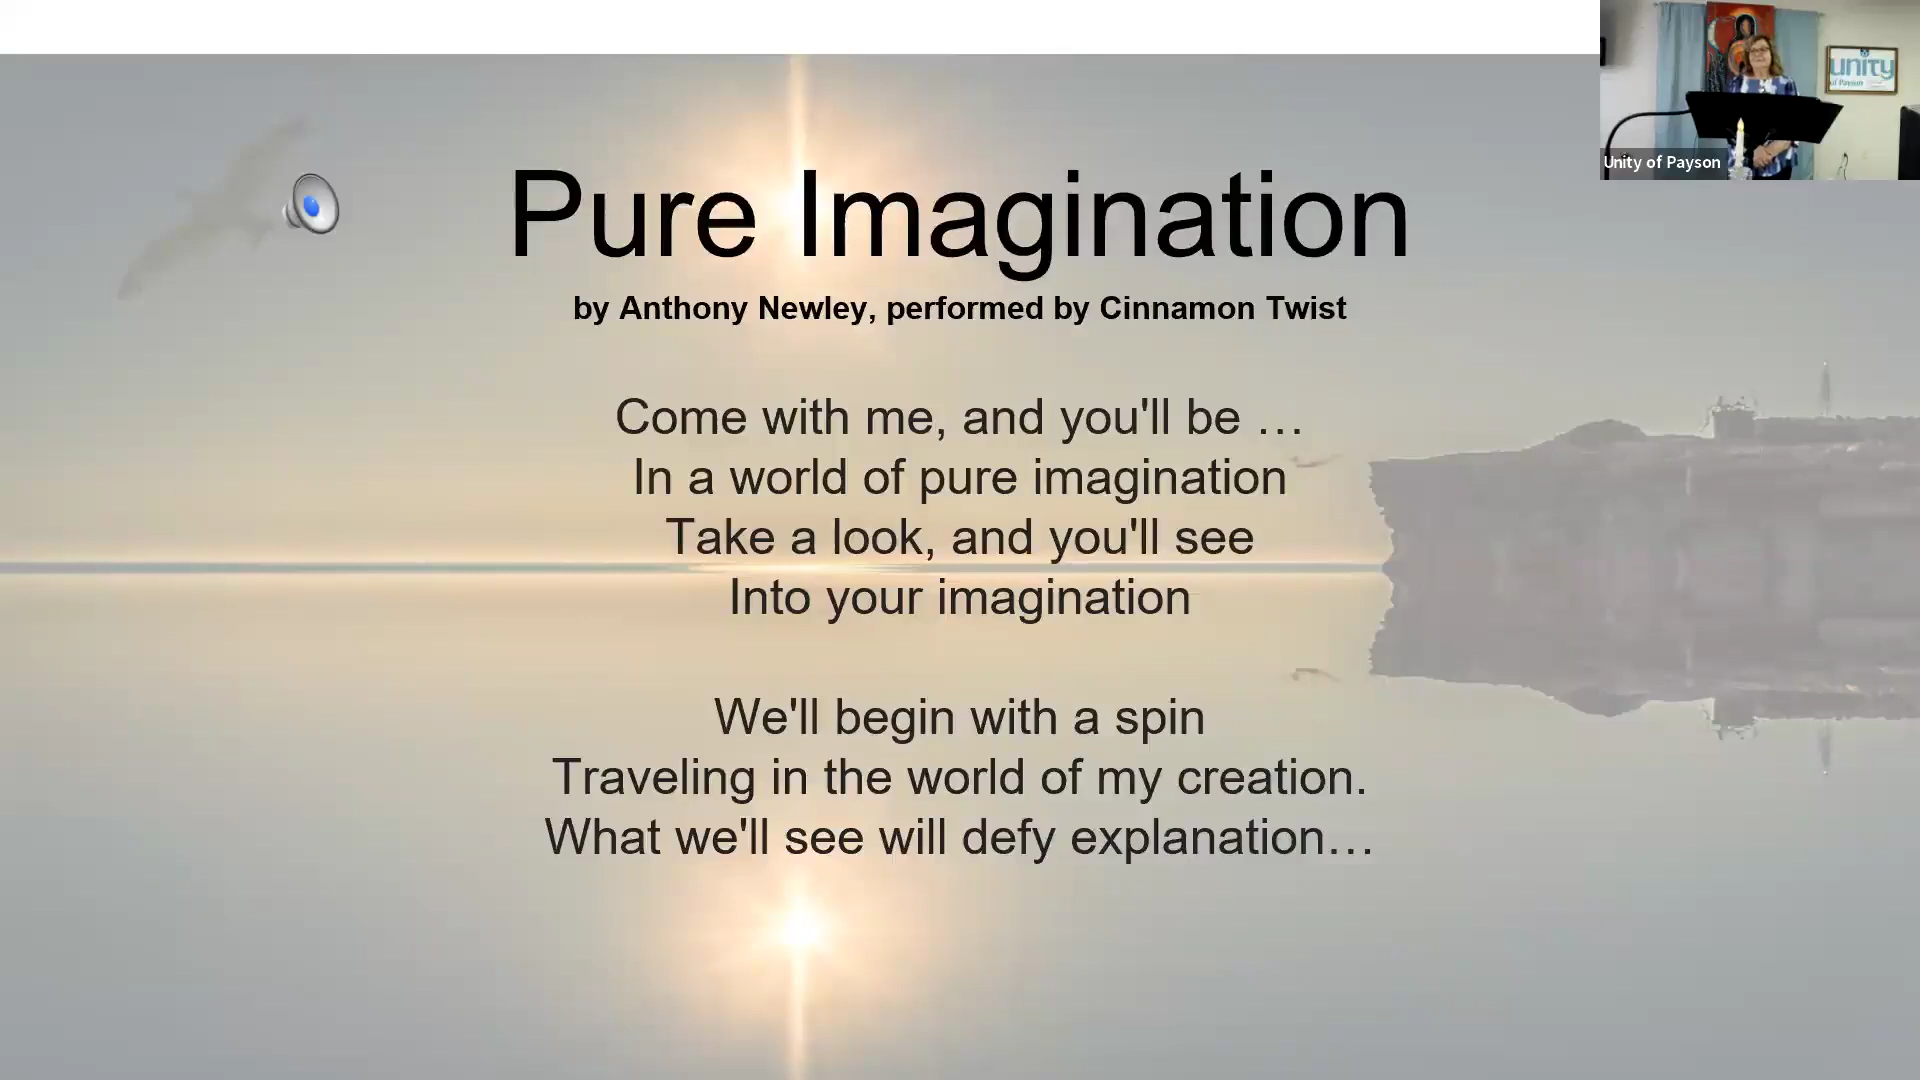 Pure Imagination
by Anthony Newley, performed by Cinnamon Twist
Come with me, and you'll be …
In a world of pure imagination
Take a look, and you'll see
Into your imagination
We'll begin with a spin
Traveling in the world of my creation.
What we'll see will defy explanation…
unity
of Payson
Unity of Payson